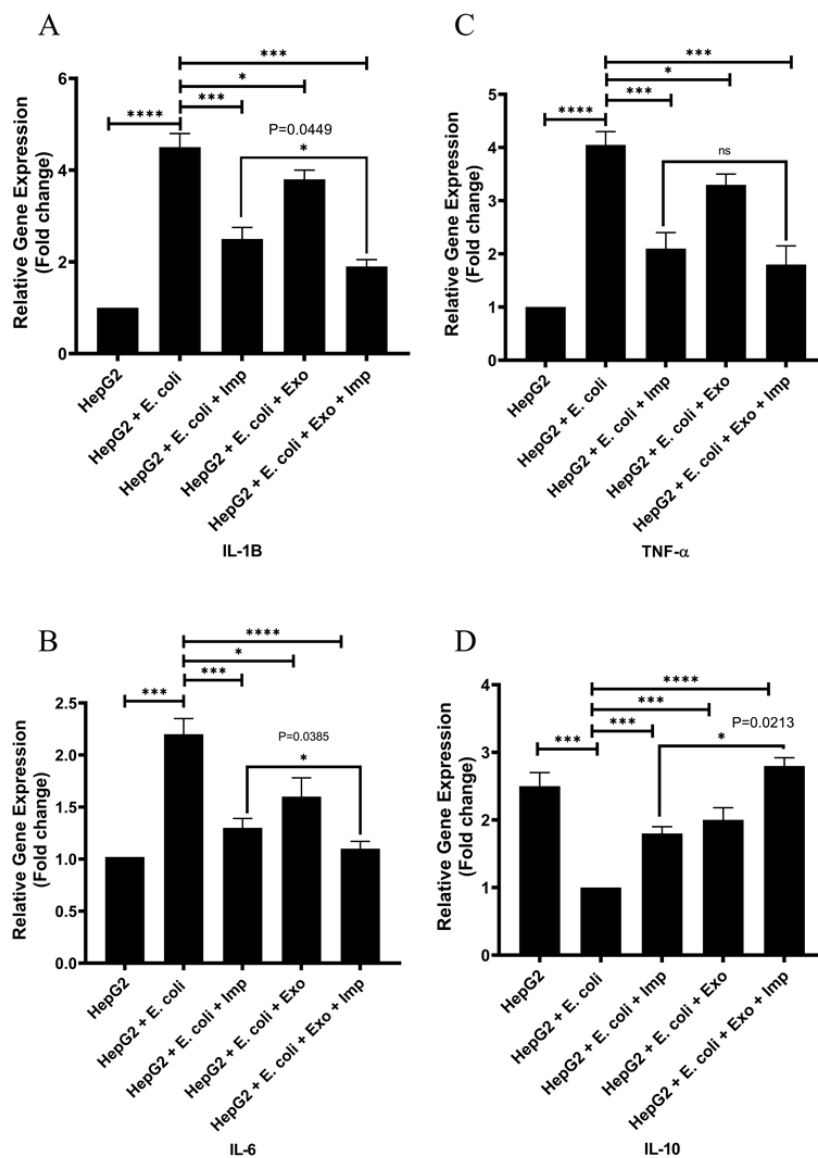 A
***
*
***
****
P=0.0449
*
Relative Gene Expression
(Fold change)
6
4
2
0
HepG2
HepG2 + E. coli
HepG2 + E. coli + Imp
HepG2 + E. coli + Exo
HepG2 + E. coli + Exo + Imp
IL-1B
C
***
*
***
****
ns
Relative Gene Expression
(Fold change)
5
4
3
2
1
0
HepG2
HepG2 + E. coli
HepG2 + E. coli + Imp
HepG2 + E. coli + Exo
HepG2 + E. coli + Exo + Imp
TNF-α
B
****
*
***
***
P=0.0385
*
Relative Gene Expression
(Fold change)
2.5
2.0
1.5
1.0
0.5
0.0
HepG2
HepG2 + E. coli
HepG2 + E. coli + Imp
HepG2 + E. coli + Exo
HepG2 + E. coli + Exo + Imp
IL-6
D
****
***
***
***
P=0.0213
*
Relative Gene Expression
(Fold change)
4
3
2
1
0
HepG2
HepG2 + E. coli
HepG2 + E. coli + Imp
HepG2 + E. coli + Exo
HepG2 + E. coli + Exo + Imp
IL-10